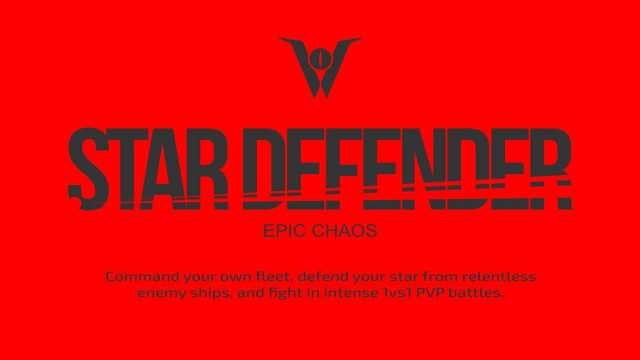 STAR DEFENDER
EPIC CHAOS
Command your own fleet, defend your star from relentless
enemy ships, and fight in intense 1vs1 PVP battles.